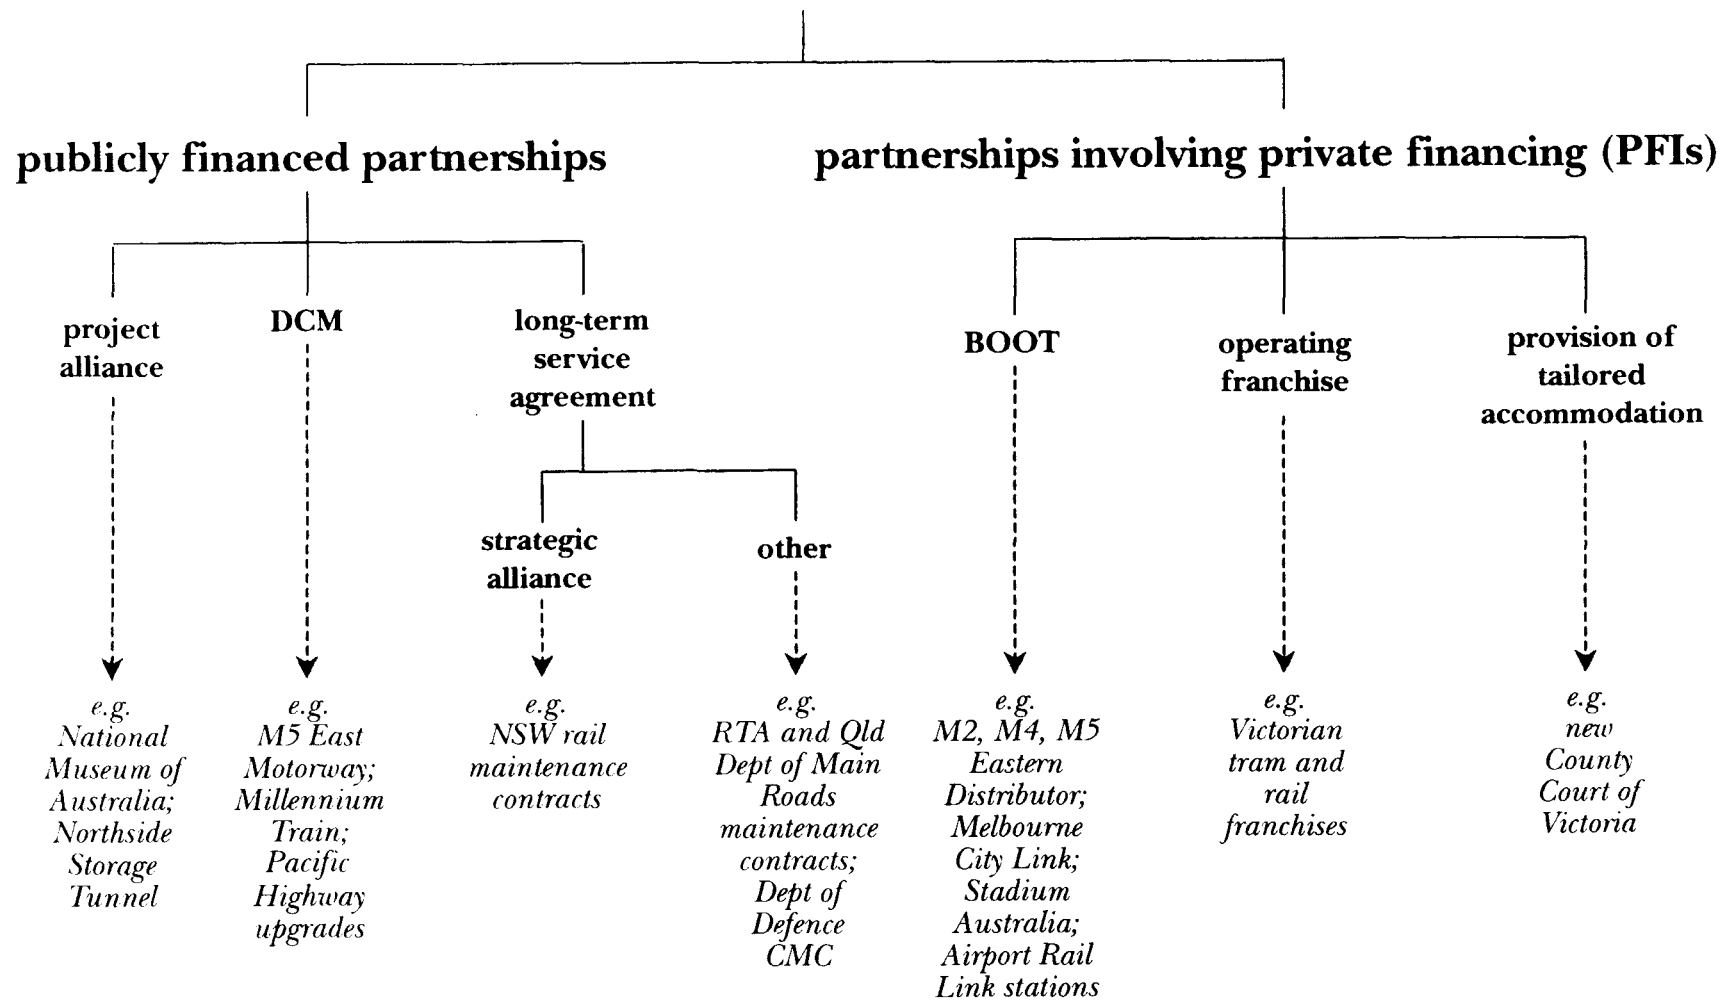 publicly financed partnerships
partnerships involving private financing (PFIs)
project
alliance
DCM
long-term
service
agreement
BOOT
operating
franchise
provision of
tailored
accommodation
strategic
alliance
other
e.g.
National
Museum of
Australia;
Northside
Storage
Tunnel
e.g.
M5 East
Motorway;
Millennium
Train;
Pacific
Highway
upgrades
e.g.
NSW rail
maintenance
contracts
e.g.
RTA and Qld
Dept of Main
Roads
maintenance
contracts;
Dept of
Defence
CMC
e.g.
M2, M4, M5
Eastern
Distributor;
Melbourne
City Link;
Stadium
Australia;
Airport Rail
Link stations
e.g.
Victorian
tram and
rail
franchises
e.g.
new
County
Court of
Victoria